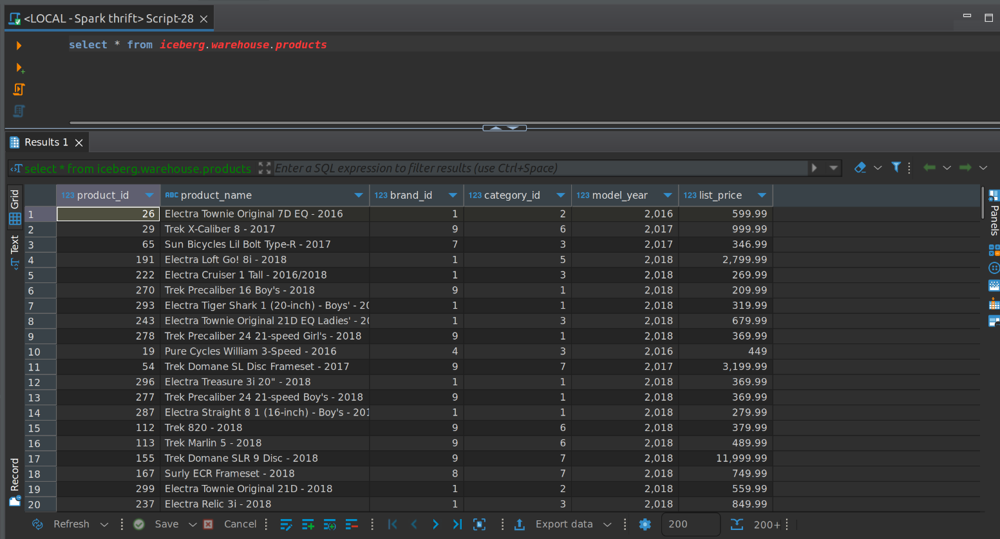 <LOCAL - Spark thrift> Script-28
select * from iceberg.warehouse.products
Results 1
select * from iceberg.warehouse.products Enter a SQL expression to filter results (use Ctrl+Space)
Grid
Text
Record
Panels
123 product_id ABC product_name 123 brand_id 123 category_id 123 model_year 123 list_price
1 26 Electra Townie Original 7D EQ - 2016 1 2 2,016 599.99
2 29 Trek X-Caliber 8 - 2017 9 6 2,017 999.99
3 65 Sun Bicycles Lil Bolt Type-R - 2017 7 3 2,017 346.99
4 191 Electra Loft Go! 8i - 2018 1 5 2,018 2,799.99
5 222 Electra Cruiser 1 Tall - 2016/2018 1 3 2,018 269.99
6 270 Trek Precaliber 16 Boy's - 2018 9 1 2,018 209.99
7 293 Electra Tiger Shark 1 (20-inch) - Boys' - 20 1 1 2,018 319.99
8 243 Electra Townie Original 21D EQ Ladies' - 20 1 3 2,018 679.99
9 278 Trek Precaliber 24 21-speed Girl's - 2018 9 1 2,018 369.99
10 19 Pure Cycles William 3-Speed - 2016 4 3 2,016 449
11 54 Trek Domane SL Disc Frameset - 2017 9 7 2,017 3,199.99
12 296 Electra Treasure 3i 20" - 2018 1 1 2,018 369.99
13 277 Trek Precaliber 24 21-speed Boy's - 2018 9 1 2,018 369.99
14 287 Electra Straight 8 1 (16-inch) - Boy's - 201 1 1 2,018 279.99
15 112 Trek 820 - 2018 9 6 2,018 379.99
16 113 Trek Marlin 5 - 2018 9 6 2,018 489.99
17 155 Trek Domane SLR 9 Disc - 2018 9 7 2,018 11,999.99
18 167 Surly ECR Frameset - 2018 8 7 2,018 749.99
19 299 Electra Townie Original 21D - 2018 1 2 2,018 559.99
20 237 Electra Relic 3i - 2018 1 3 2,018 849.99
Refresh Save Cancel Export data 200 200+